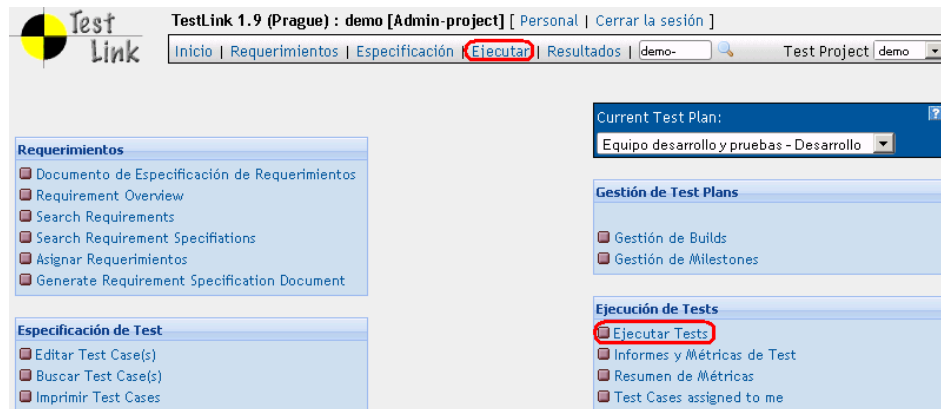 Test Link
TestLink 1.9 (Prague) : demo [Admin-project] [ Personal | Cerrar la sesión ]
Inicio | Requerimientos | Especificación | Ejecutar | Resultados | demo- Test Project demo
Current Test Plan: ?
Equipo desarrollo y pruebas - Desarrollo
Requerimientos
Documento de Especificación de Requerimientos
Requirement Overview
Search Requirements
Search Requirement Specifiations
Asignar Requerimientos
Generate Requirement Specification Document
Gestión de Test Plans
Gestión de Builds
Gestión de Milestones
Especificación de Test
Editar Test Case(s)
Buscar Test Case(s)
Imprimir Test Cases
Ejecución de Tests
Ejecutar Tests
Informes y Métricas de Test
Resumen de Métricas
Test Cases assigned to me